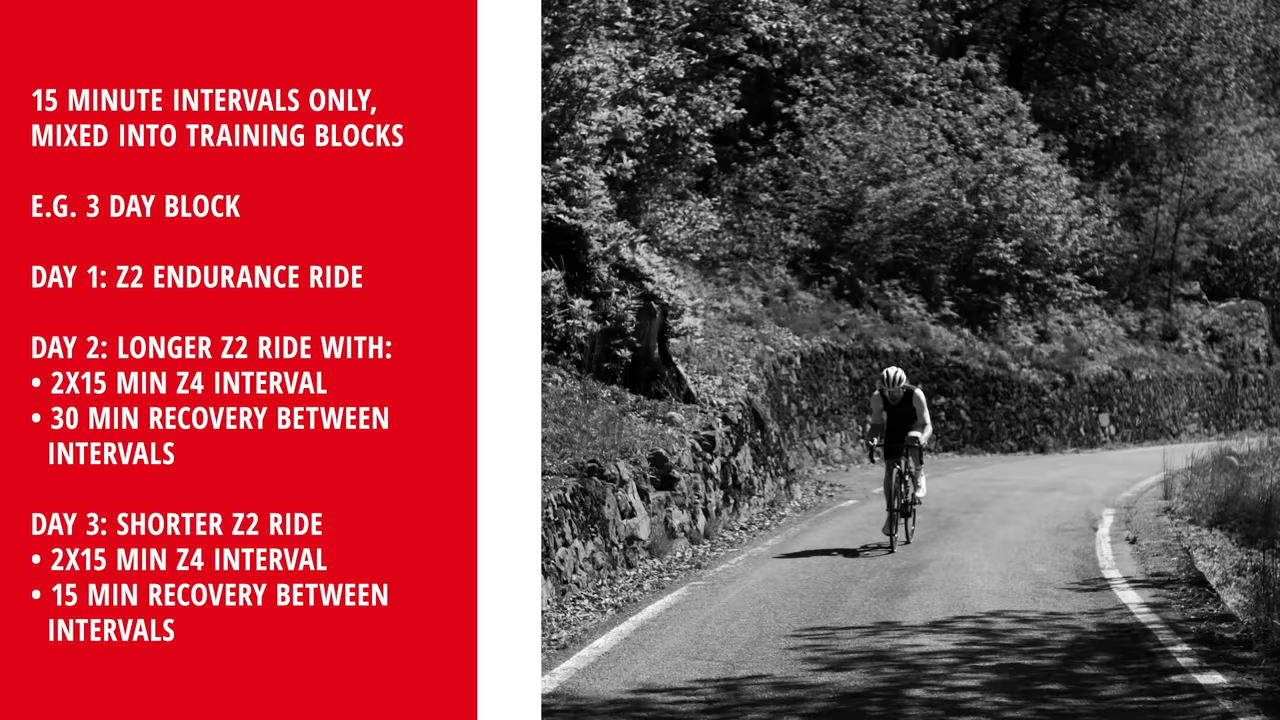 15 MINUTE INTERVALS ONLY,
MIXED INTO TRAINING BLOCKS
E.G. 3 DAY BLOCK
DAY 1: Z2 ENDURANCE RIDE
DAY 2: LONGER Z2 RIDE WITH:
• 2X15 MIN Z4 INTERVAL
• 30 MIN RECOVERY BETWEEN
INTERVALS
DAY 3: SHORTER Z2 RIDE
• 2X15 MIN Z4 INTERVAL
• 15 MIN RECOVERY BETWEEN
INTERVALS